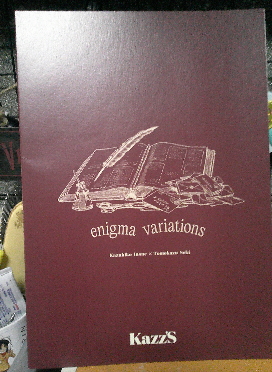 enigma variations
Kazuhiko Inoue × Tomokazu Seki
KAZZ'S